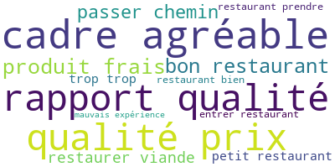 passer chemin restaurant prendre
cadre agréable
produit frais bon restaurant
trop trop restaurant bien
rapport qualité
mauvais expérience entrer restaurant
qualité prix
restaurer viande petit restaurant